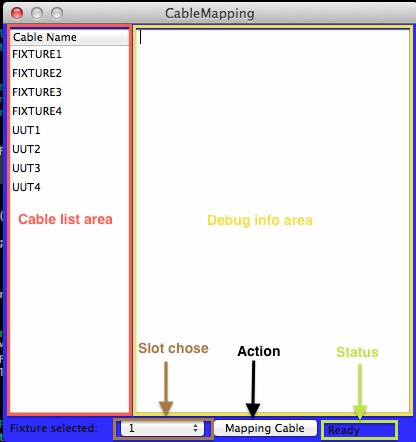 CableMapping
Cable Name
FIXTURE1
FIXTURE2
FIXTURE3
FIXTURE4
UUT1
UUT2
UUT3
UUT4
Cable list area
Debug info area
Slot chose
Action
Status
Fixture selected:
1
Mapping Cable
Ready